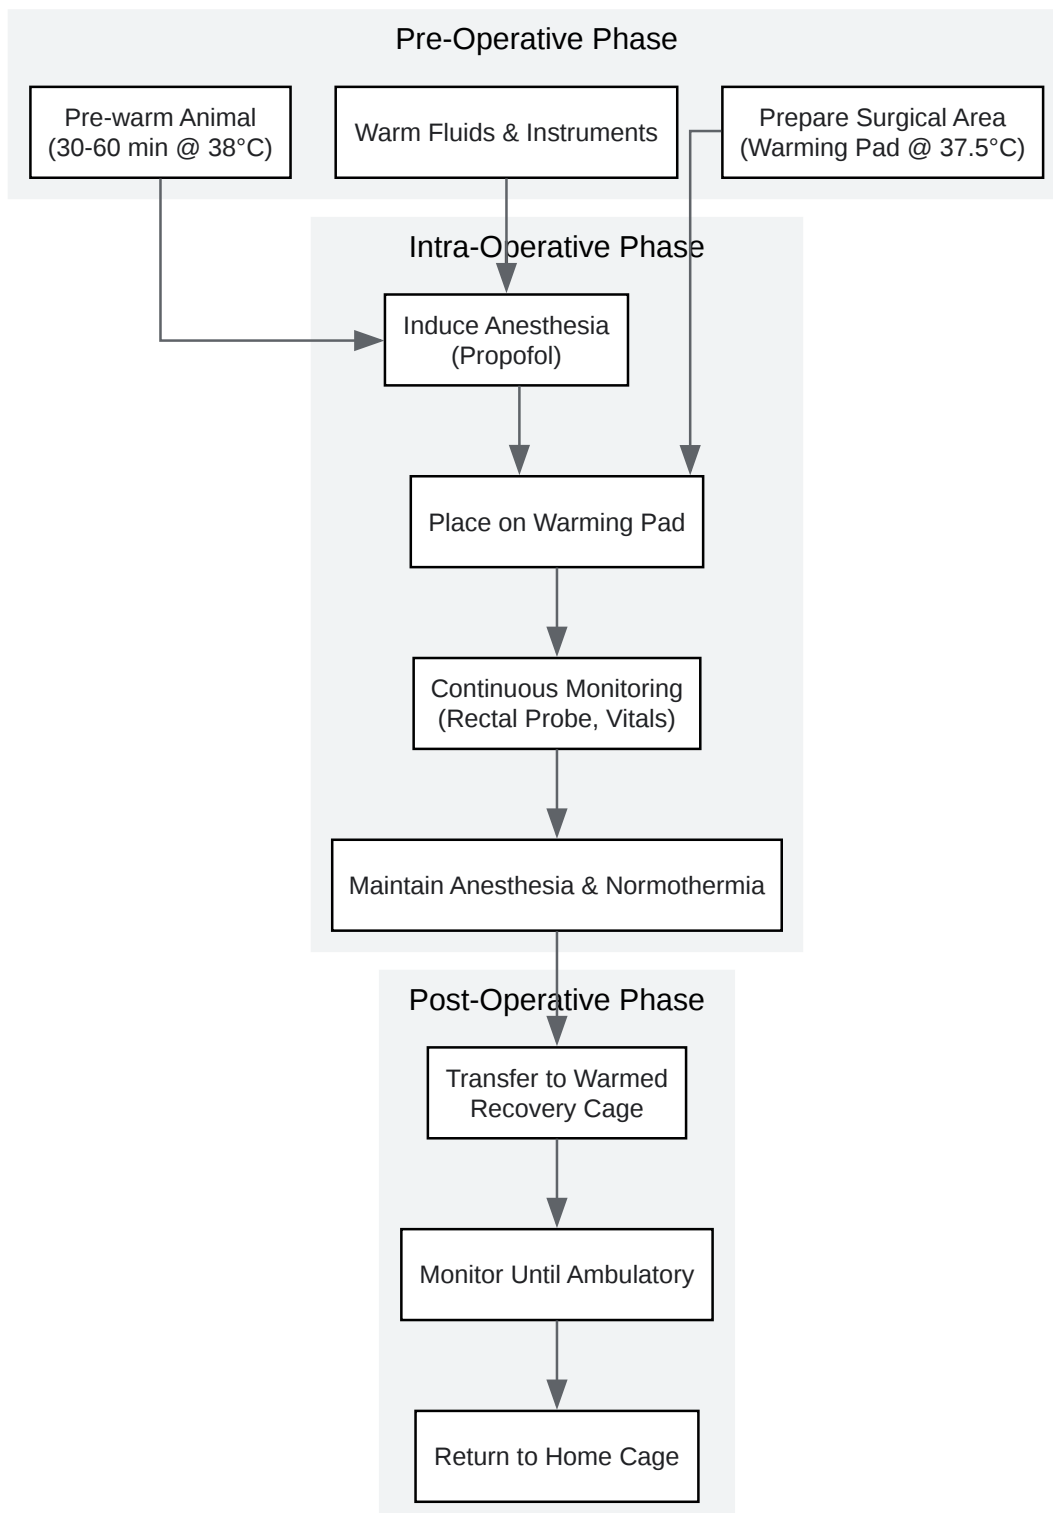 Pre-Operative Phase
Pre-warm Animal
(30-60 min @ 38°C)
Warm Fluids & Instruments
Prepare Surgical Area
(Warming Pad @ 37.5°C)
Intra-Operative Phase
Induce Anesthesia
(Propofol)
Place on Warming Pad
Continuous Monitoring
(Rectal Probe, Vitals)
Maintain Anesthesia & Normothermia
Post-Operative Phase
Transfer to Warmed
Recovery Cage
Monitor Until Ambulatory
Return to Home Cage